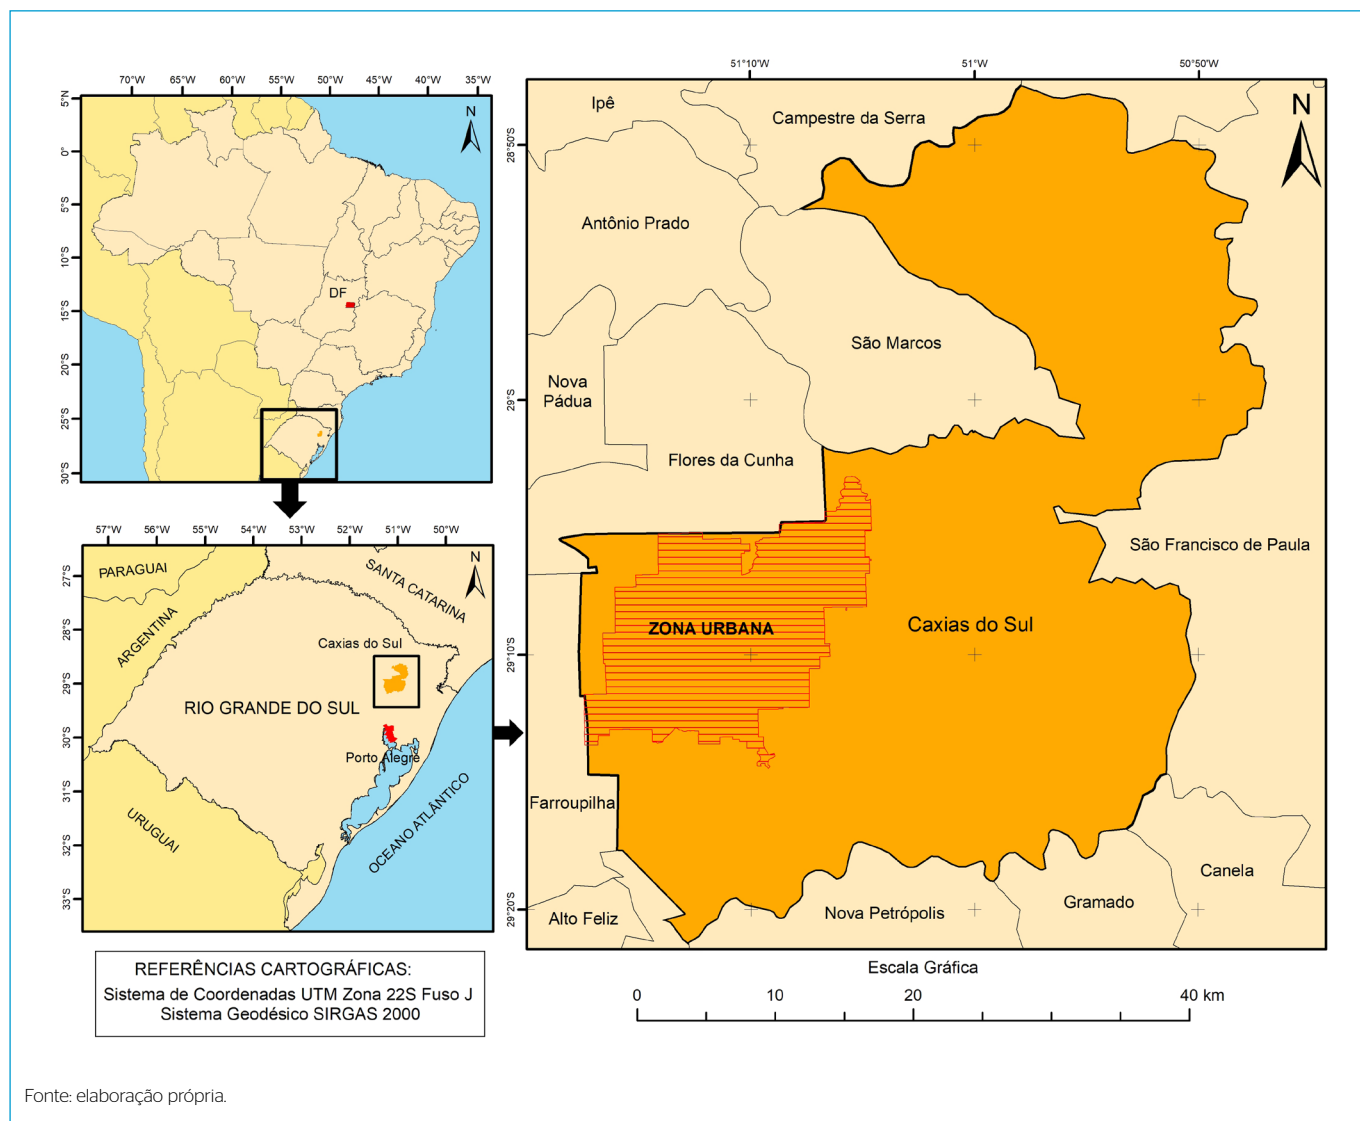 70°W 65°W 60°W 55°W 50°W 45°W 40°W 35°W
5°N
0°
5°S
10°S
15°S
20°S
25°S
30°S
N
DF
57°W 56°W 55°W 54°W 53°W 52°W 51°W 50°W
27°S
28°S
29°S
30°S
31°S
32°S
33°S
N
PARAGUAI
ARGENTINA
SANTA CATARINA
Caxias do Sul
RIO GRANDE DO SUL
Porto Alegre
URUGUAI
OCEANO ATLÂNTICO
REFERÊNCIAS CARTOGRÁFICAS:
Sistema de Coordenadas UTM Zona 22S Fuso J
Sistema Geodésico SIRGAS 2000
51°10'W 51°W 50°50'W
28°50'S
29°S
29°10'S
29°20'S
N
Ipê
Campestre da Serra
Antônio Prado
São Marcos
Nova
Pádua
Flores da Cunha
São Francisco de Paula
ZONA URBANA
Caxias do Sul
Farroupilha
Canela
Gramado
Nova Petrópolis
Alto Feliz
Escala Gráfica
0 10 20 40 km
Fonte: elaboração própria.